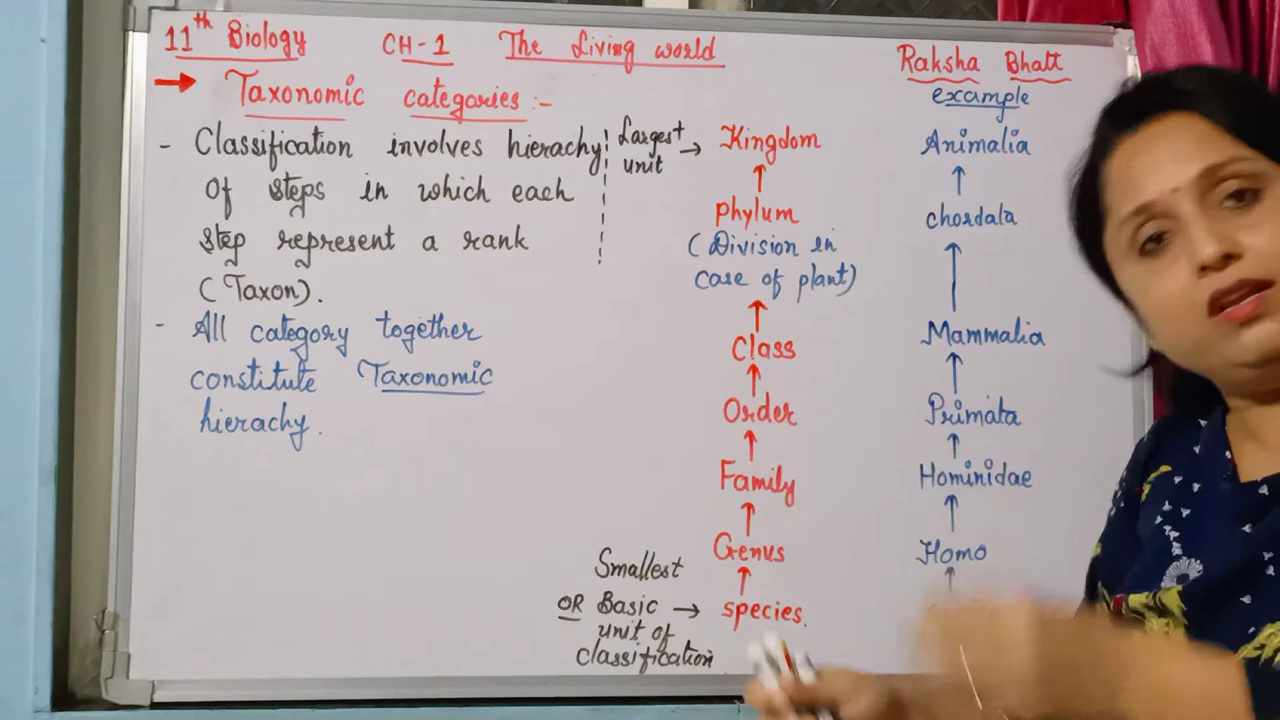 11th Biology CH-1 The Living world
Raksha Bhatt
→ Taxonomic categories :-
- Classification involves hierachy
of steps in which each
step represent a rank
(Taxon).
- All category together
constitute Taxonomic
hierachy.
Largest unit → Kingdom
↑
phylum
(Division in
case of plant)
↑
Class
↑
Order
↑
Family
↑
Genus
↑
Smallest
OR Basic → species.
unit of
classification
example
Animalia
↑
chordala
↑
Mammalia
↑
Primata
↑
Hominidae
↑
Homo
↑